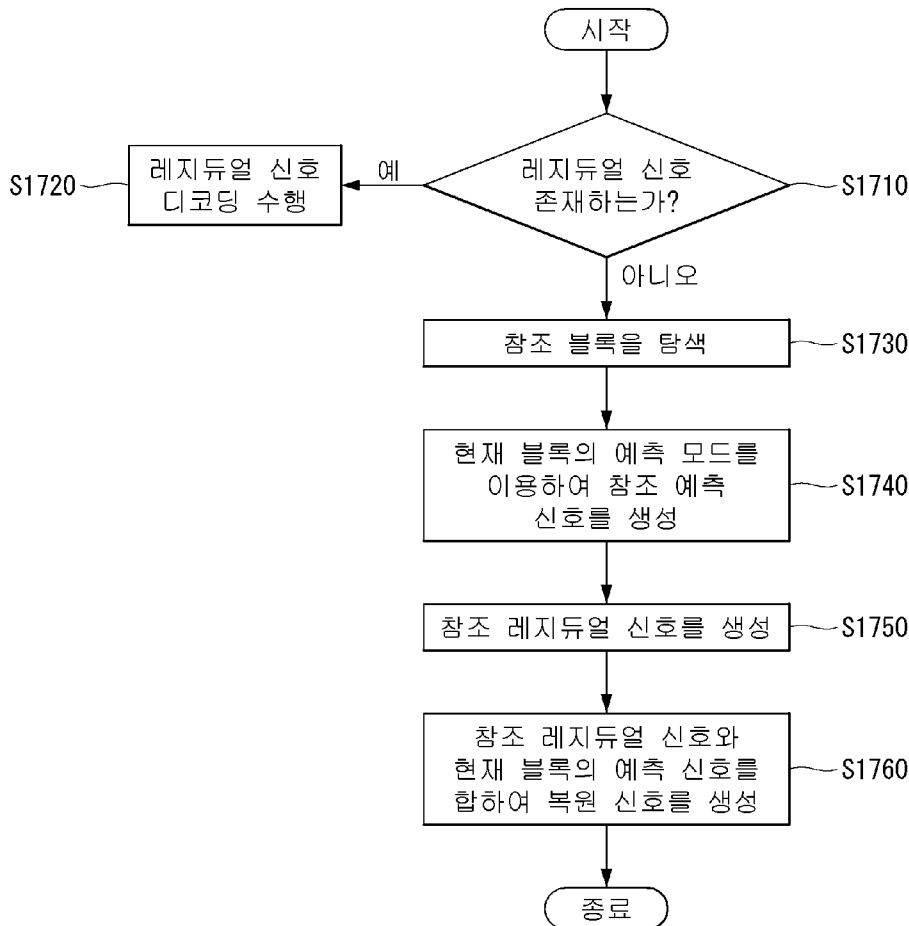 시작
레지듀얼 신호
존재하는가?
S1710
예
레지듀얼 신호
디코딩 수행
S1720
아니오
참조 블록을 탐색
S1730
현재 블록의 예측 모드를
이용하여 참조 예측
신호를 생성
S1740
참조 레지듀얼 신호를 생성
S1750
참조 레지듀얼 신호와
현재 블록의 예측 신호를
합하여 복원 신호를 생성
S1760
종료